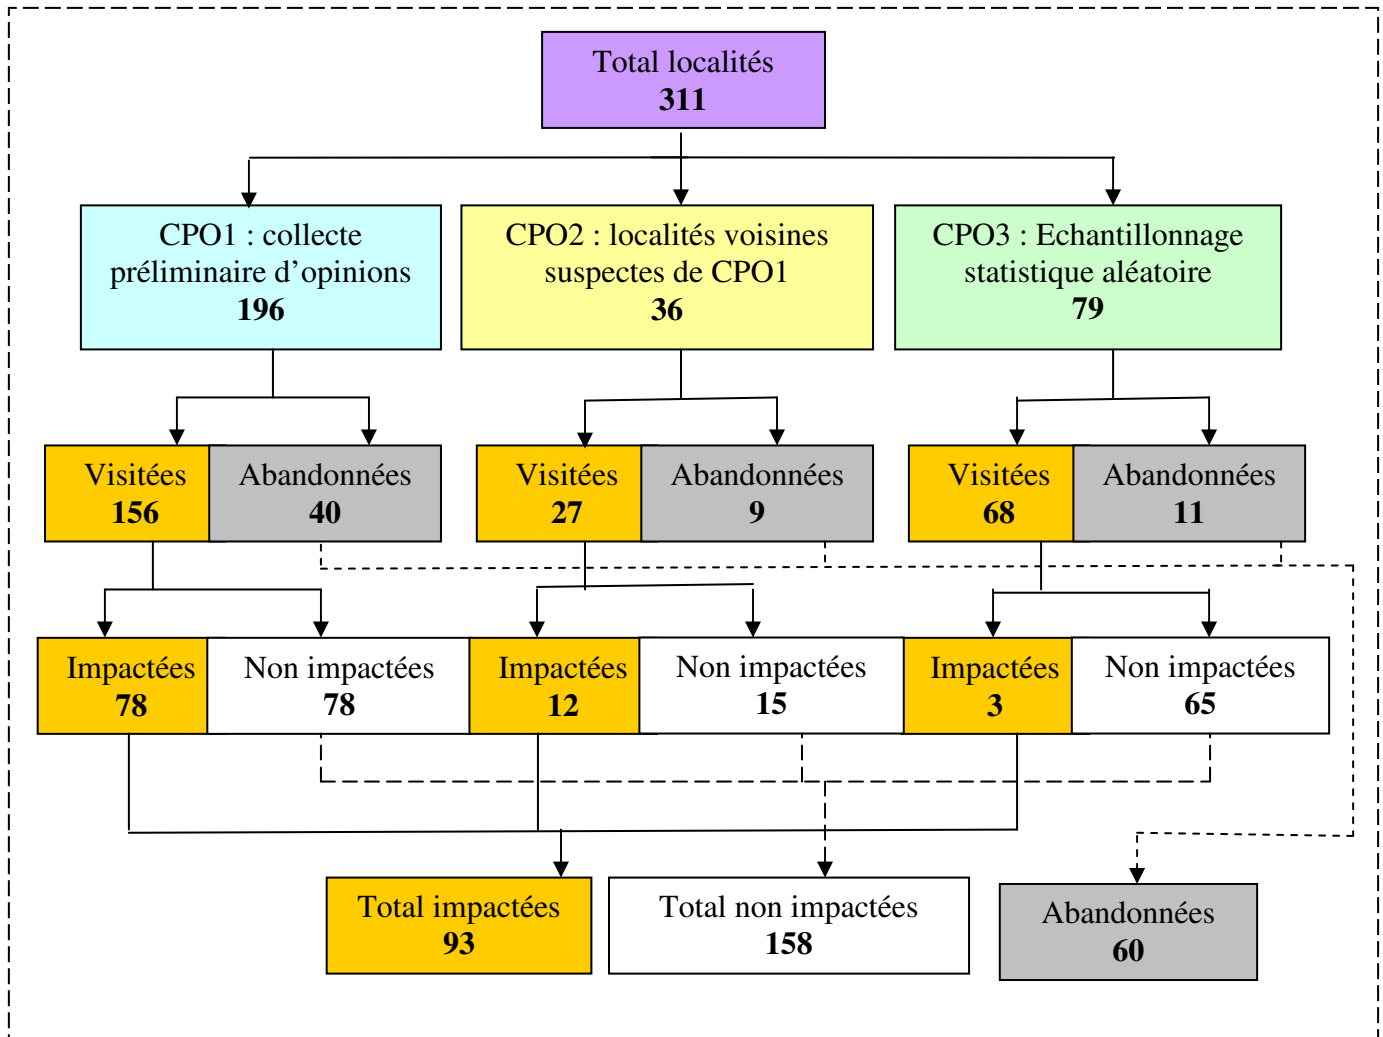 Total localités
311
CPO1 : collecte
préliminaire d’opinions
196
CPO2 : localités voisines
suspectes de CPO1
36
CPO3 : Echantillonnage
statistique aléatoire
79
Visitées
156
Abandonnées
40
Visitées
27
Abandonnées
9
Visitées
68
Abandonnées
11
Impactées
78
Non impactées
78
Impactées
12
Non impactées
15
Impactées
3
Non impactées
65
Total impactées
93
Total non impactées
158
Abandonnées
60